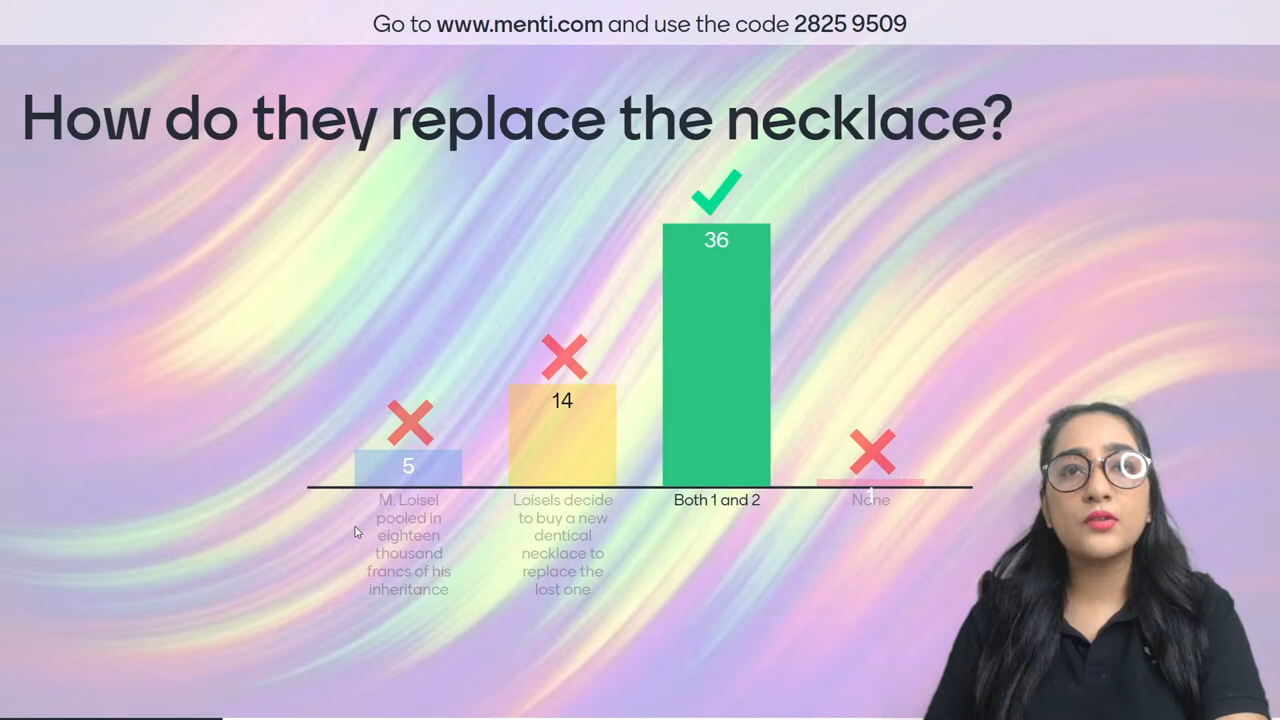 Go to www.menti.com and use the code 2825 9509
How do they replace the necklace?
36
14
5
1
M. Loisel
pooled in
eighteen
thousand
francs of his
inheritance
Loisels decide
to buy a new
dentical
necklace to
replace the
lost one
Both 1 and 2
None